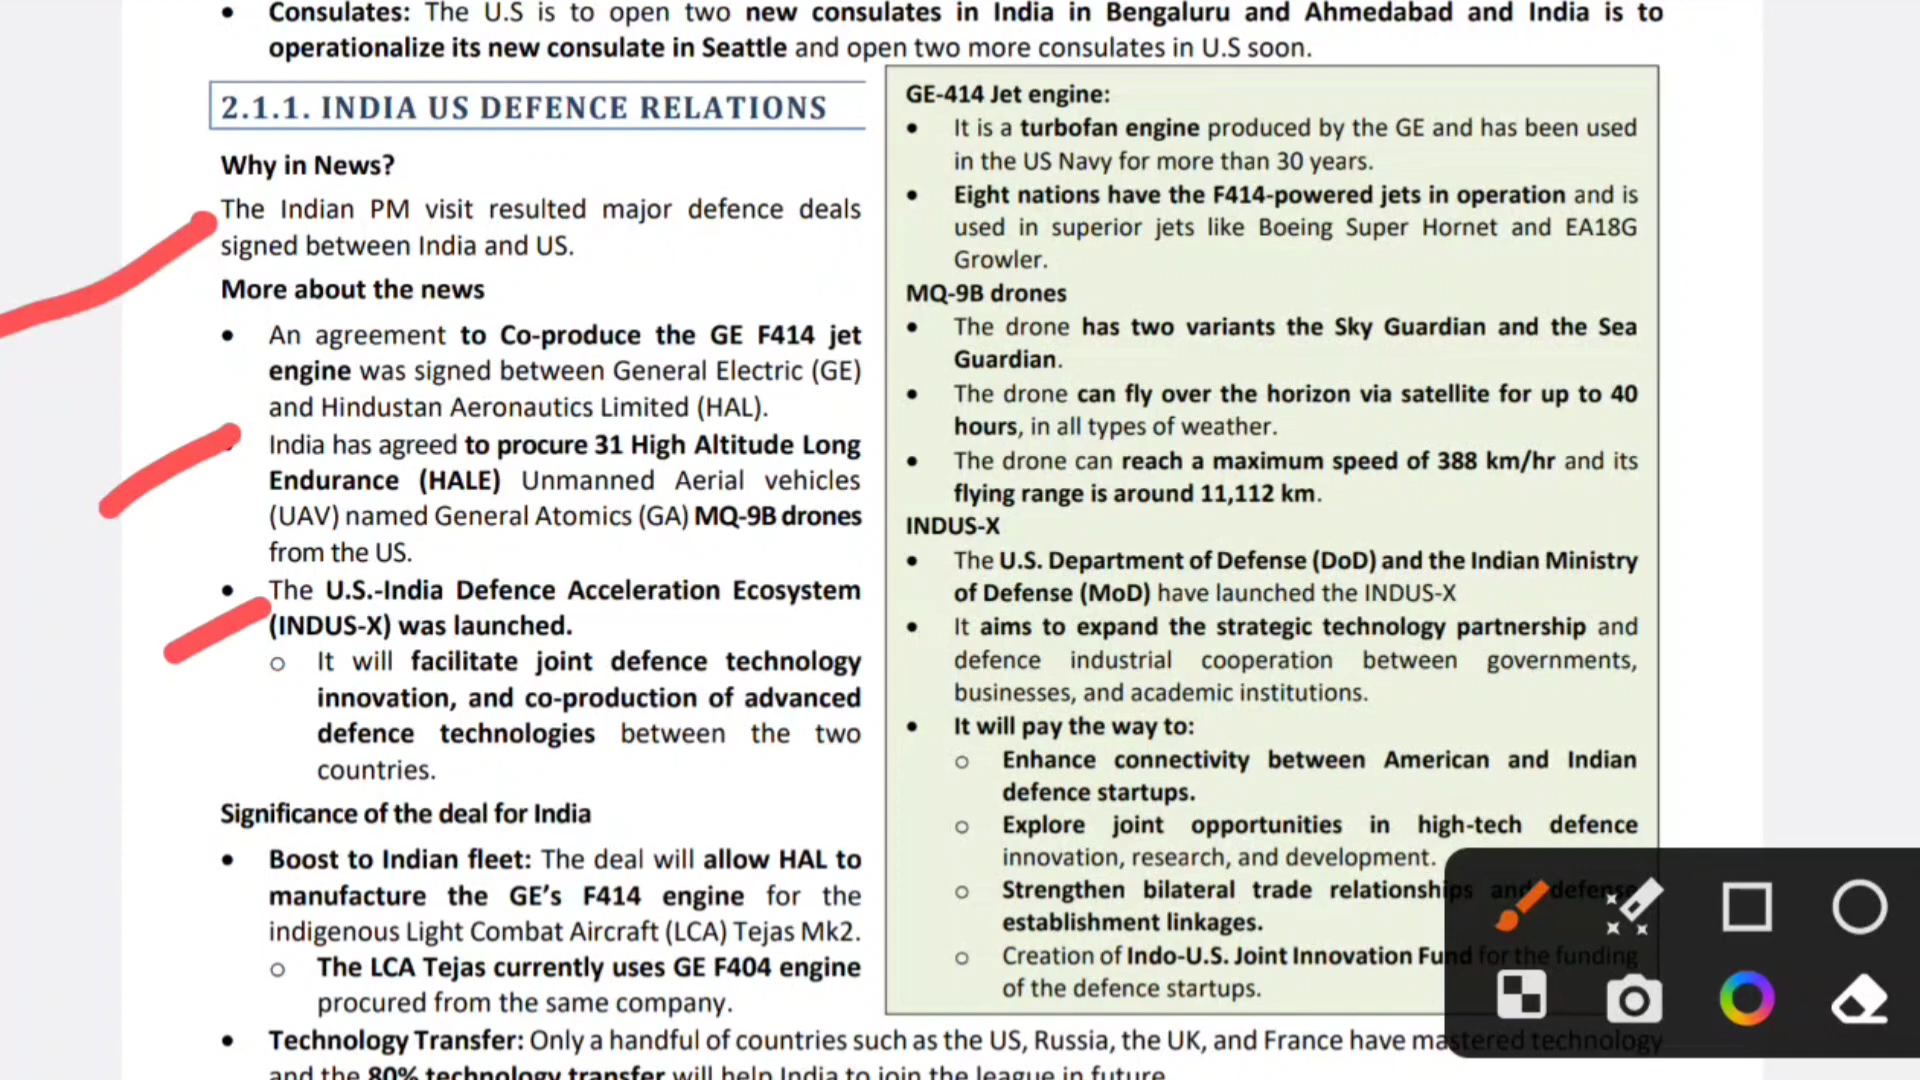 • Consulates: The U.S is to open two new consulates in India in Bengaluru and Ahmedabad and India is to
operationalize its new consulate in Seattle and open two more consulates in U.S soon.
2.1.1. INDIA US DEFENCE RELATIONS
Why in News?
The Indian PM visit resulted major defence deals
signed between India and US.
More about the news
• An agreement to Co-produce the GE F414 jet
engine was signed between General Electric (GE)
and Hindustan Aeronautics Limited (HAL).
India has agreed to procure 31 High Altitude Long
Endurance (HALE) Unmanned Aerial vehicles
(UAV) named General Atomics (GA) MQ-9B drones
from the US.
• The U.S.-India Defence Acceleration Ecosystem
(INDUS-X) was launched.
o It will facilitate joint defence technology
innovation, and co-production of advanced
defence technologies between the two
countries.
Significance of the deal for India
• Boost to Indian fleet: The deal will allow HAL to
manufacture the GE’s F414 engine for the
indigenous Light Combat Aircraft (LCA) Tejas Mk2.
o The LCA Tejas currently uses GE F404 engine
procured from the same company.
GE-414 Jet engine:
• It is a turbofan engine produced by the GE and has been used
in the US Navy for more than 30 years.
• Eight nations have the F414-powered jets in operation and is
used in superior jets like Boeing Super Hornet and EA18G
Growler.
MQ-9B drones
• The drone has two variants the Sky Guardian and the Sea
Guardian.
• The drone can fly over the horizon via satellite for up to 40
hours, in all types of weather.
• The drone can reach a maximum speed of 388 km/hr and its
flying range is around 11,112 km.
INDUS-X
• The U.S. Department of Defense (DoD) and the Indian Ministry
of Defense (MoD) have launched the INDUS-X
• It aims to expand the strategic technology partnership and
defence industrial cooperation between governments,
businesses, and academic institutions.
• It will pay the way to:
o Enhance connectivity between American and Indian
defence startups.
o Explore joint opportunities in high-tech defence
innovation, research, and development.
o Strengthen bilateral trade relationships and defense
establishment linkages.
o Creation of Indo-U.S. Joint Innovation Fund for the funding
of the defence startups.
• Technology Transfer: Only a handful of countries such as the US, Russia, the UK, and France have mastered technology
and the 80% technology transfer will help India to join the league in future.